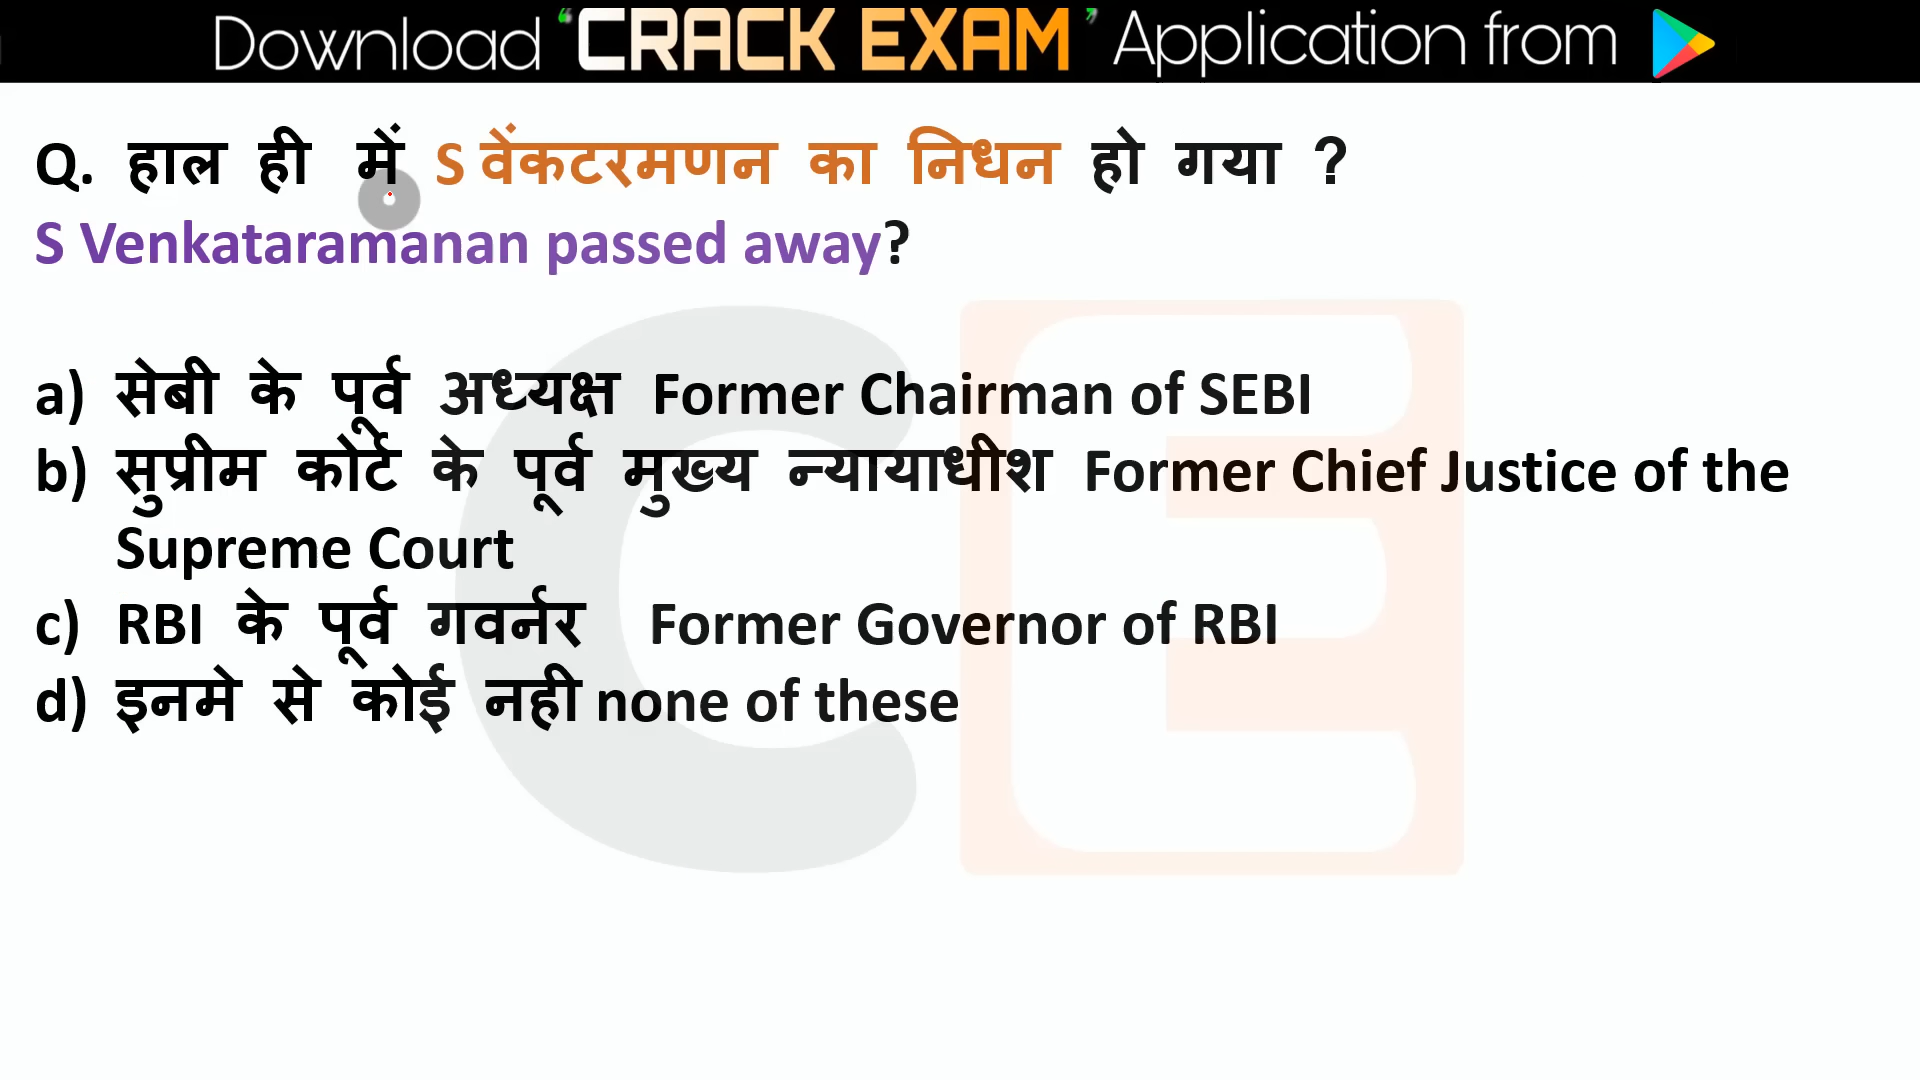 Download ‘CRACK EXAM’ Application from
Q. हाल ही में S वेंकटरमणन का निधन हो गया ?
S Venkataramanan passed away?
a) सेबी के पूर्व अध्यक्ष Former Chairman of SEBI
b) सुप्रीम कोर्ट के पूर्व मुख्य न्यायाधीश Former Chief Justice of the
Supreme Court
c) RBI के पूर्व गवर्नर Former Governor of RBI
d) इनमे से कोई नही none of these
CE